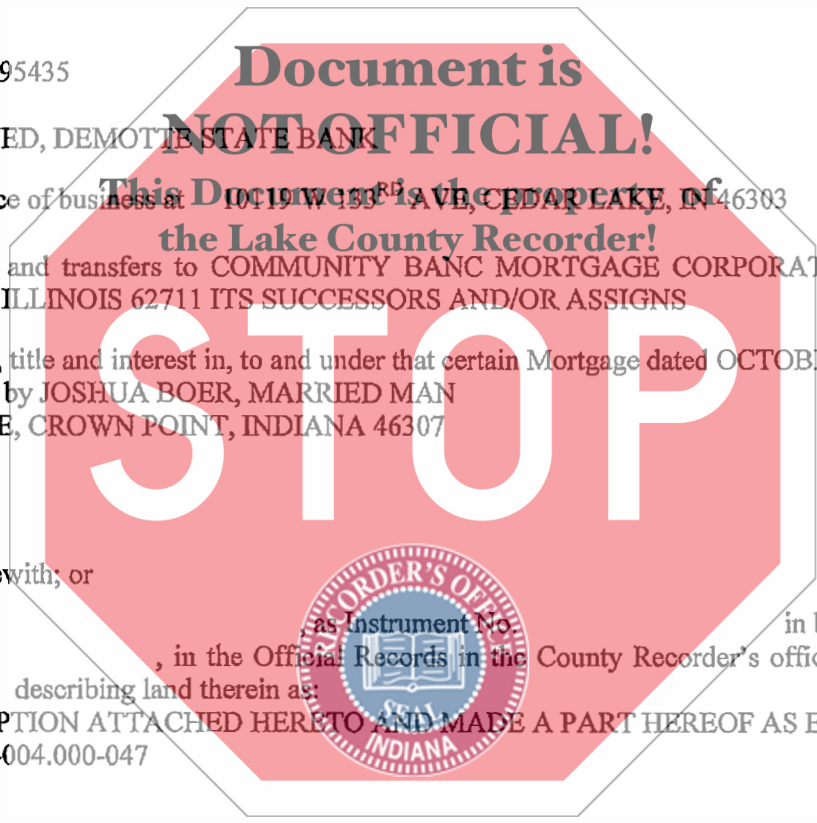 95435
Document is
ED, DEMOTTE STATE BANK
NOT OFFICIAL!
ce of business at 10119 W 133RD AVE, CEDAR LAKE, IN 46303
This Document is the property of
the Lake County Recorder!
and transfers to COMMUNITY BANC MORTGAGE CORPORAT
ILLINOIS 62711 ITS SUCCESSORS AND/OR ASSIGNS
, title and interest in, to and under that certain Mortgage dated OCTOB
by JOSHUA BOER, MARRIED MAN
E, CROWN POINT, INDIANA 46307
STOP
with; or
, as Instrument No. in
, in the Official Records in the County Recorder's offic
describing land therein as:
PTION ATTACHED HERETO AND MADE A PART HEREOF AS E
004.000-047
RECORDER'S OFFICE
SEAL
INDIANA